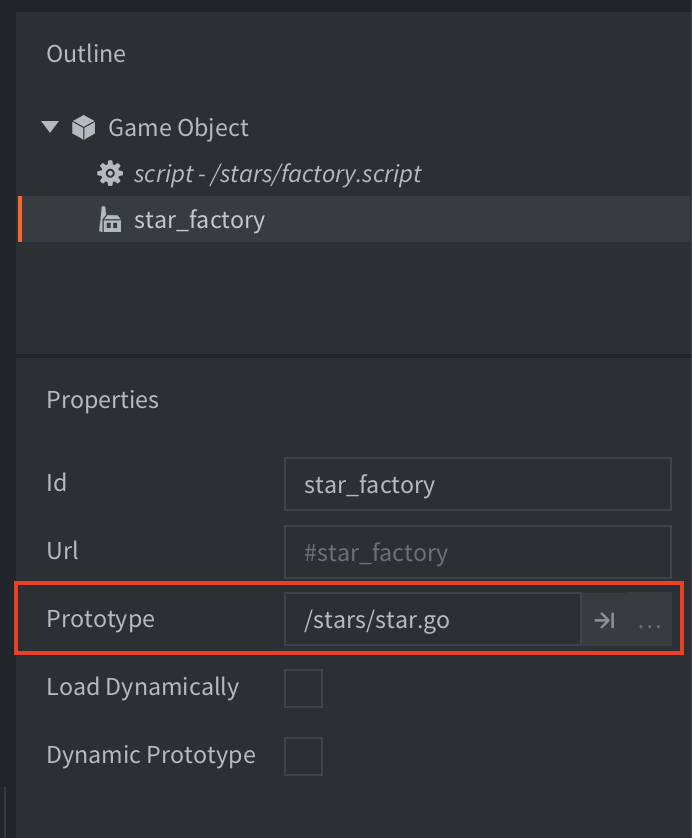 Outline
Game Object
script - /stars/factory.script
star_factory
Properties
Id star_factory
Url #star_factory
Prototype /stars/star.go ...
Load Dynamically
Dynamic Prototype